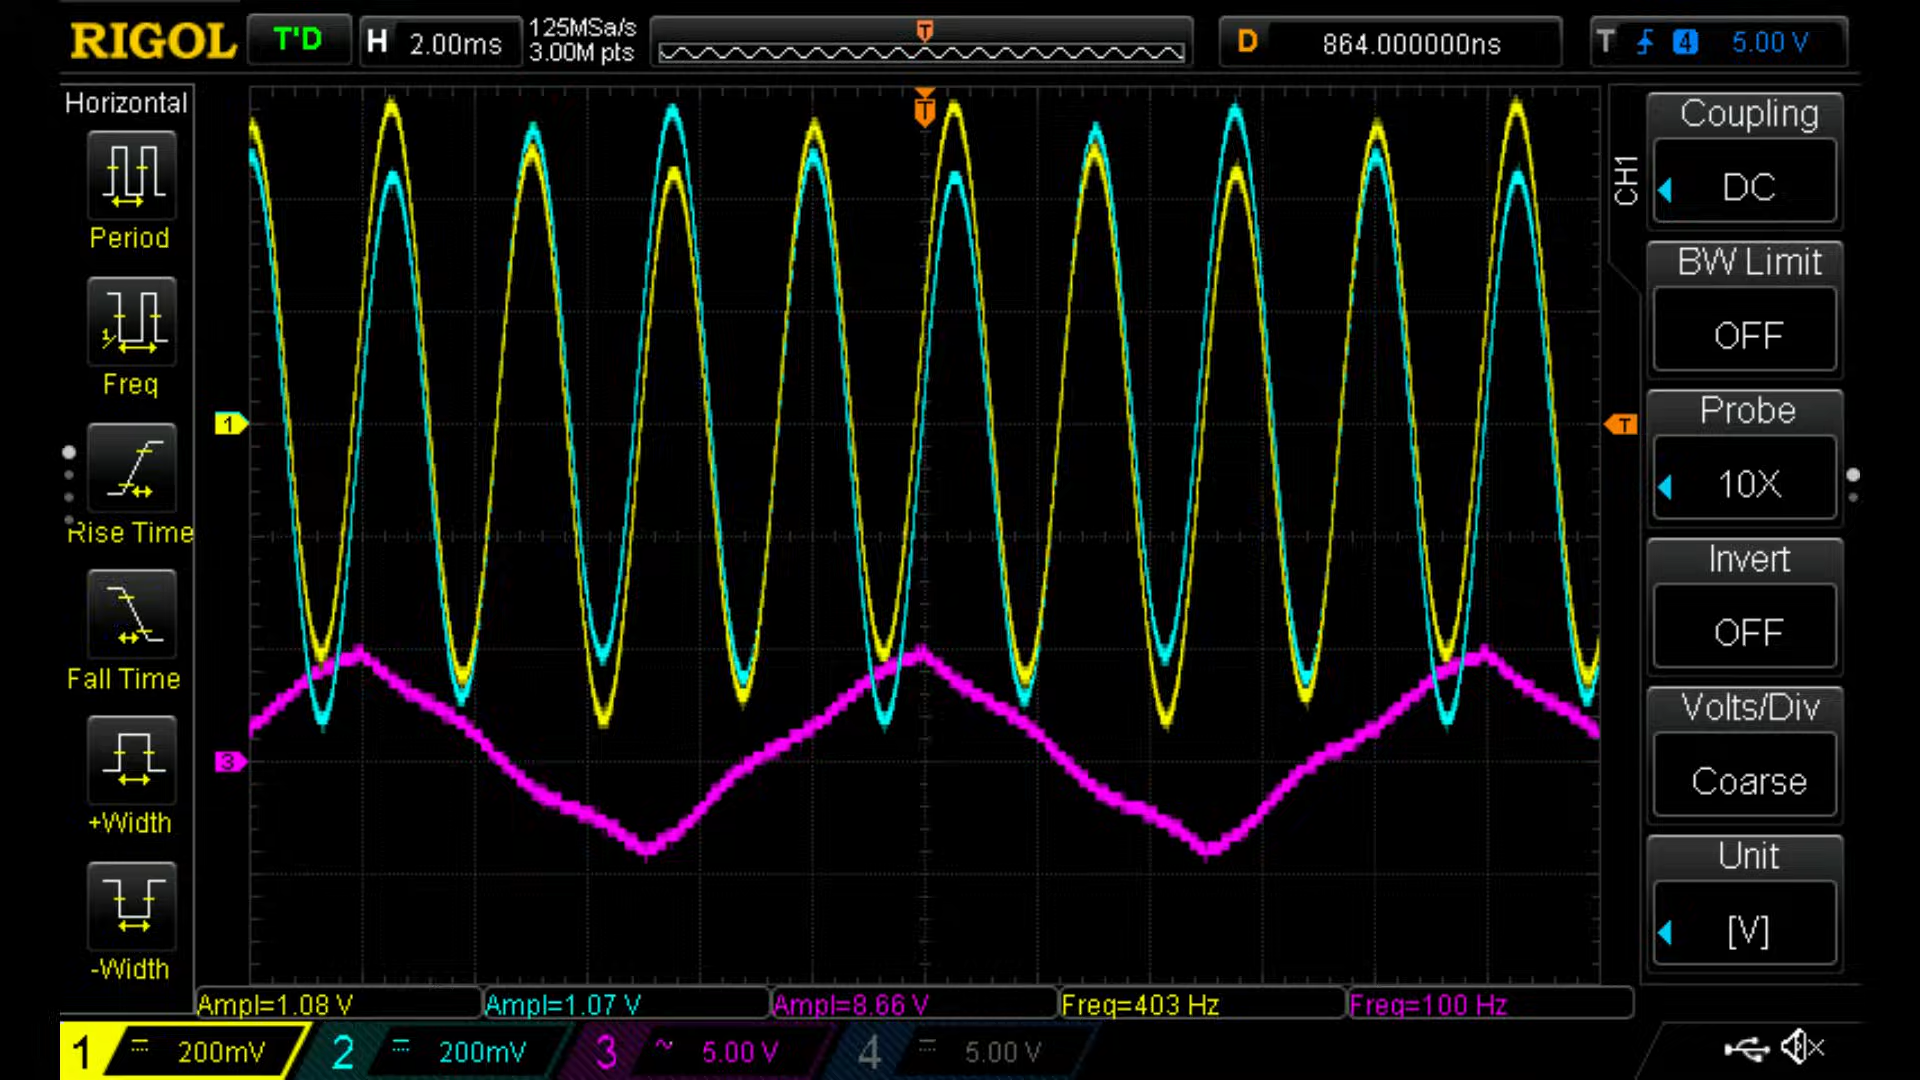 RIGOL T'D H 2.00ms 125MSa/s D 864.000000ns T 4 5.00 V
3.00M pts
T
Horizontal
Period
Freq
Rise Time
Fall Time
+Width
-Width
T
1
3
T
CH1
Coupling
DC
BW Limit
OFF
Probe
10X
Invert
OFF
Volts/Div
Coarse
Unit
[V]
Ampl=1.08 V Ampl=1.07 V Ampl=8.66 V Freq=403 Hz Freq=100 Hz
1 200mV 2 200mV 3 ~ 5.00 V 4 5.00 V